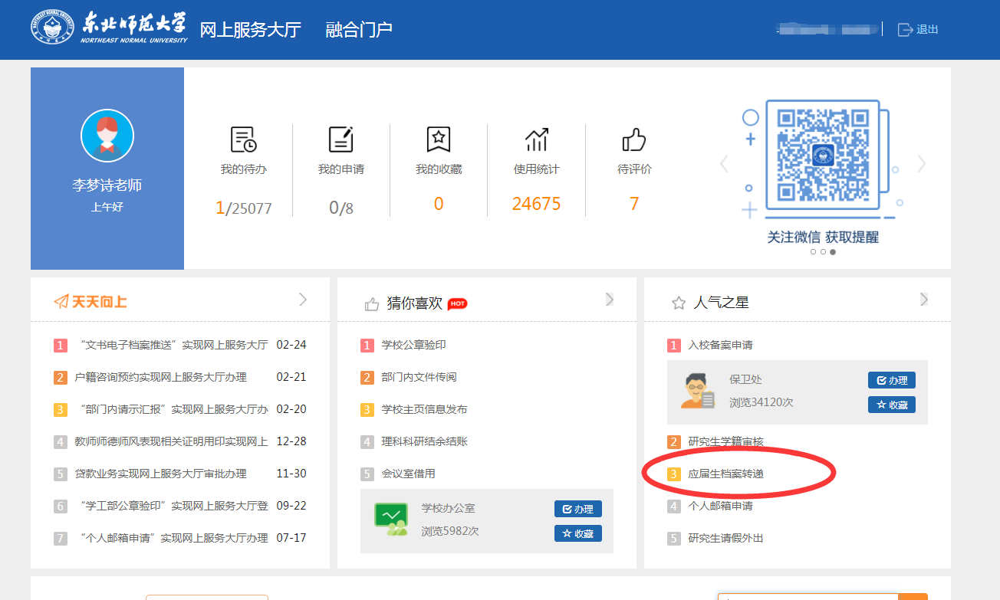 东北师范大学
NORTHEAST NORMAL UNIVERSITY
网上服务大厅 融合门户
退出
李梦诗老师
上午好
我的待办
1/25077
我的申请
0/8
我的收藏
0
使用统计
24675
待评价
7
关注微信 获取提醒
天天向上
1 “文书电子档案推送”实现网上服务大厅 02-24
2 户籍咨询预约实现网上服务大厅办理 02-21
3 “部门内请示汇报”实现网上服务大厅办 02-20
4 教师师德师风表现相关证明用印实现网上 12-28
5 贷款业务实现网上服务大厅审批办理 11-30
6 “学工部公章验印”实现网上服务大厅登 09-22
7 “个人邮箱申请”实现网上服务大厅办理 07-17
猜你喜欢 HOT
1 学校公章验印
2 部门内文件传阅
3 学校主页信息发布
4 理科科研结余结账
5 会议室借用
学校办公室 办理
浏览5982次 收藏
人气之星
1 入校备案申请
保卫处 办理
浏览34120次 收藏
2 研究生学籍审核
3 应届生档案转递
4 个人邮箱申请
5 研究生请假外出